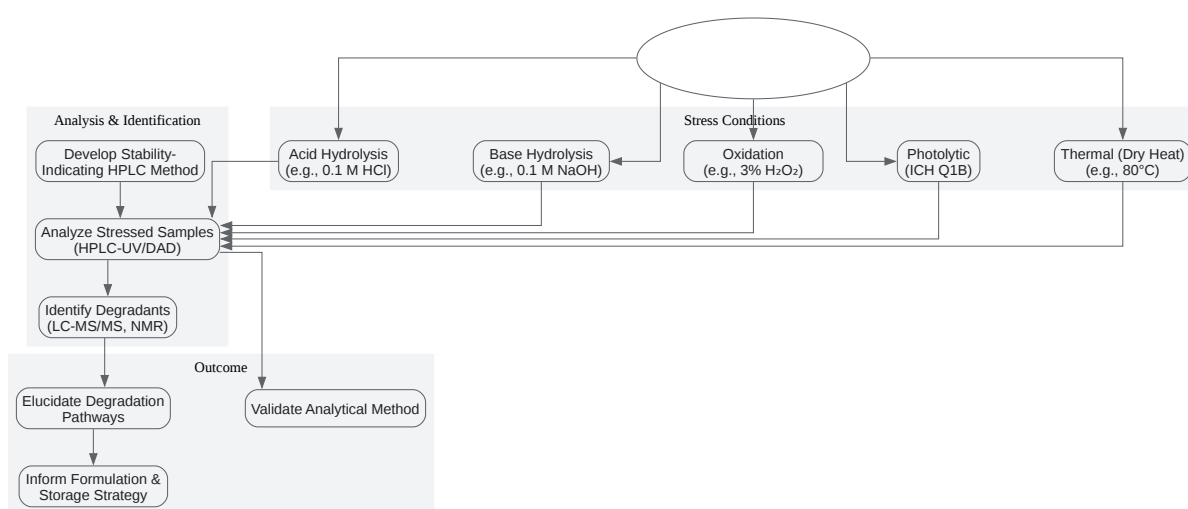 Stress Conditions
Acid Hydrolysis
(e.g., 0.1 M HCl)
Base Hydrolysis
(e.g., 0.1 M NaOH)
Oxidation
(e.g., 3% H₂O₂)
Photolytic
(ICH Q1B)
Thermal (Dry Heat)
(e.g., 80°C)
Analysis & Identification
Develop Stability-
Indicating HPLC Method
Analyze Stressed Samples
(HPLC-UV/DAD)
Identify Degradants
(LC-MS/MS, NMR)
Outcome
Elucidate Degradation
Pathways
Validate Analytical Method
Inform Formulation &
Storage Strategy